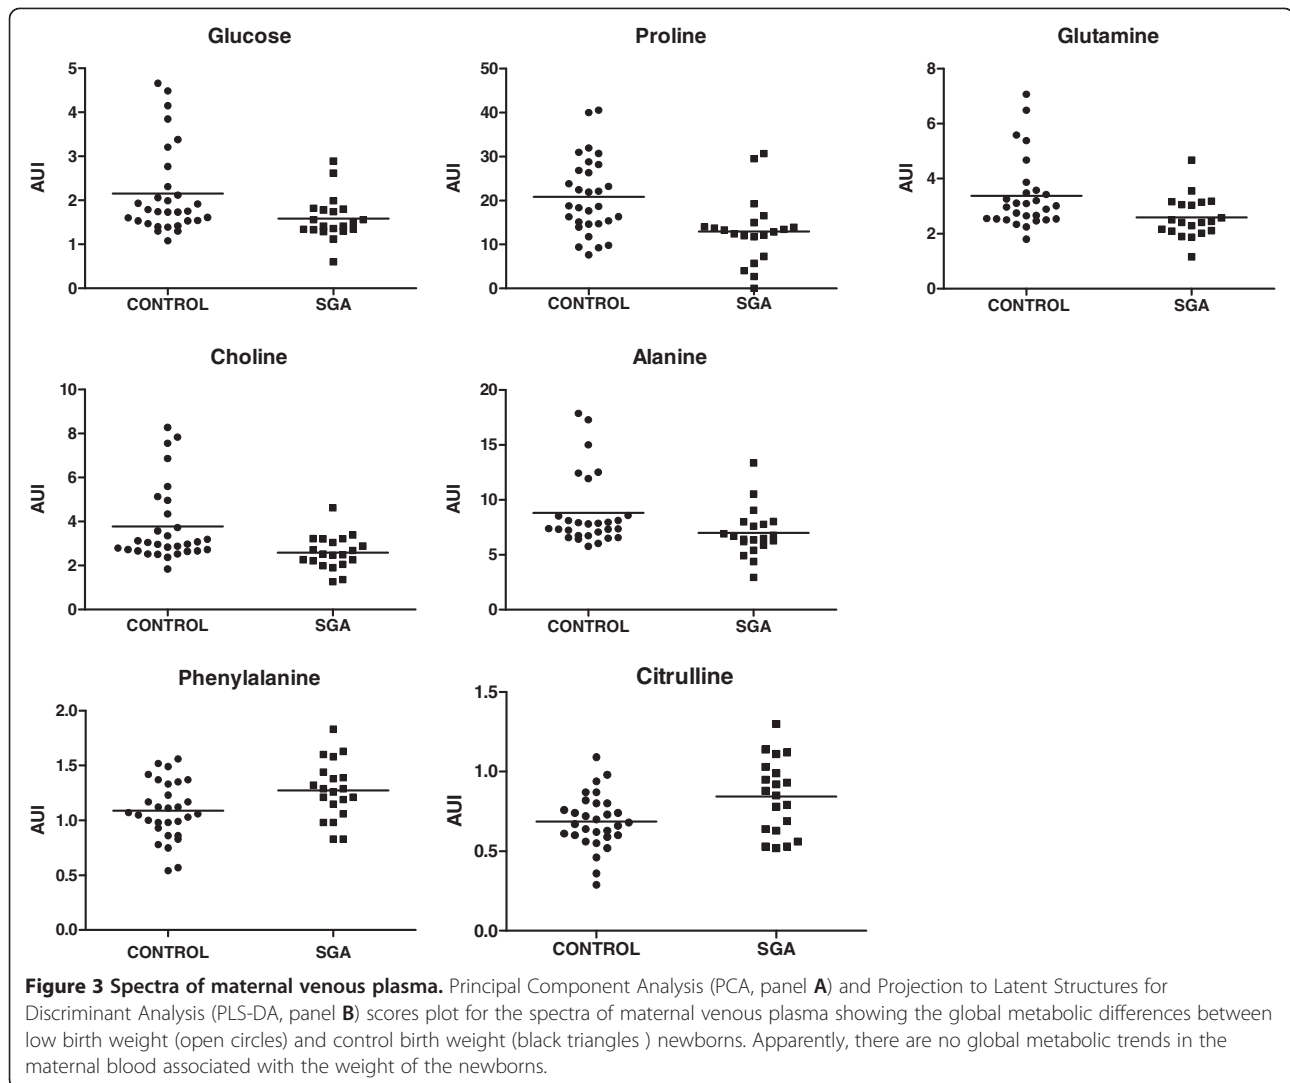 Glucose
Proline
Glutamine
5
4
3
2
1
0
AUI
CONTROL
SGA
50
40
30
20
10
0
AUI
CONTROL
SGA
8
6
4
2
0
AUI
CONTROL
SGA
Choline
Alanine
10
8
6
4
2
0
AUI
CONTROL
SGA
20
15
10
5
0
AUI
CONTROL
SGA
Phenylalanine
Citrulline
2.0
1.5
1.0
0.5
0.0
AUI
CONTROL
SGA
1.5
1.0
0.5
0.0
AUI
CONTROL
SGA
Figure 3 Spectra of maternal venous plasma. Principal Component Analysis (PCA, panel A) and Projection to Latent Structures for
Discriminant Analysis (PLS-DA, panel B) scores plot for the spectra of maternal venous plasma showing the global metabolic differences between
low birth weight (open circles) and control birth weight (black triangles ) newborns. Apparently, there are no global metabolic trends in the
maternal blood associated with the weight of the newborns.